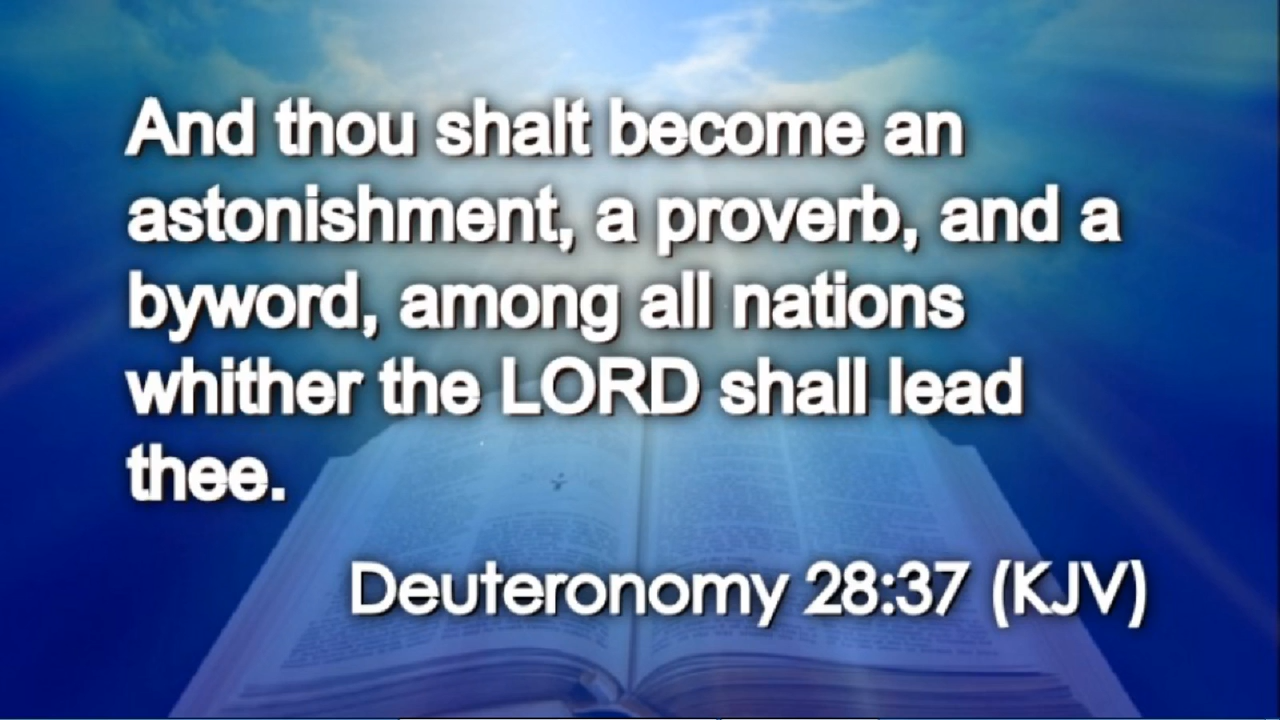 And thou shalt become an
astonishment, a proverb, and a
byword, among all nations
whither the LORD shall lead
thee.
Deuteronomy 28:37 (KJV)